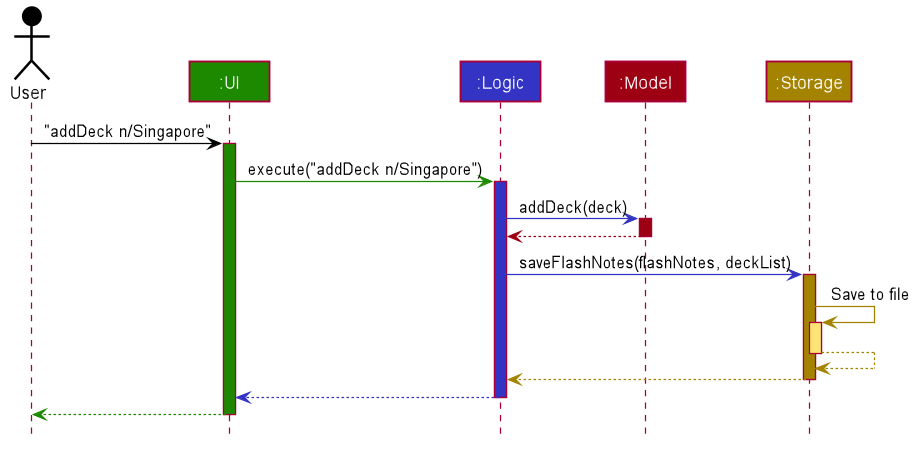 User
:UI
:Logic
:Model
:Storage
"addDeck n/Singapore"
execute("addDeck n/Singapore")
addDeck(deck)
saveFlashNotes(flashNotes, deckList)
Save to file